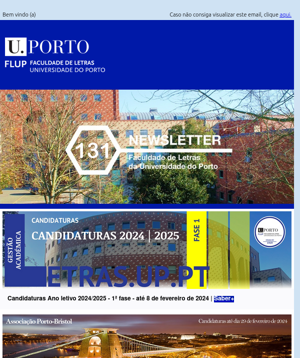 Bem vindo (a)
Caso não consiga visualizar este email, clique aqui.
U. PORTO
FLUP FACULDADE DE LETRAS
UNIVERSIDADE DO PORTO
131
NEWSLETTER
Faculdade de Letras
da Universidade do Porto
GESTÃO
ACADÉMICA
CANDIDATURAS
CANDIDATURAS 2024 | 2025
FASE 1
U. PORTO
LETRAS.UP.PT
Candidaturas Ano letivo 2024/2025 - 1ª fase - até 8 de fevereiro de 2024 | Saber+
Associação Porto-Bristol
Candidaturas até dia 29 de fevereiro de 2024